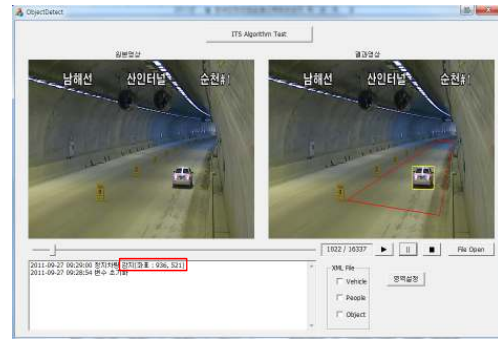 ObjectDetect
ITS Algorithm Test
원본영상
결과영상
남해선 산인터널 순천#1
남해선 산인터널 순천#1
1022 / 16337
File Open
2011-09-27 09:29:00 정지차량 감지(좌표 : 936, 521)
2011-09-27 09:28:54 변수 초기화
XML File
Vehicle
People
Object
영역설정